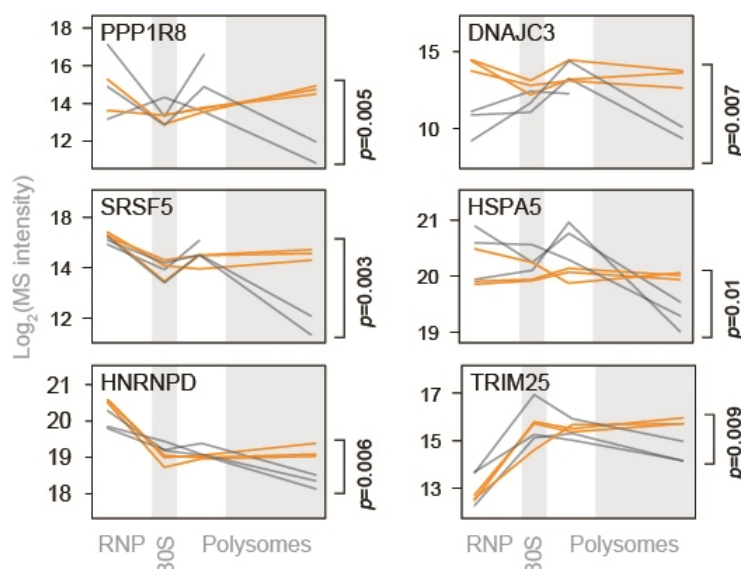 PPP1R8
18
16
14
12
p=0.005
DNAJC3
15
10
p=0.007
SRSF5
18
14
12
p=0.003
HSPA5
21
20
19
p=0.01
HNRNPD
21
20
19
18
p=0.006
TRIM25
17
15
13
p=0.009
Log₂(MS intensity)
RNP 80S Polysomes
RNP 80S Polysomes